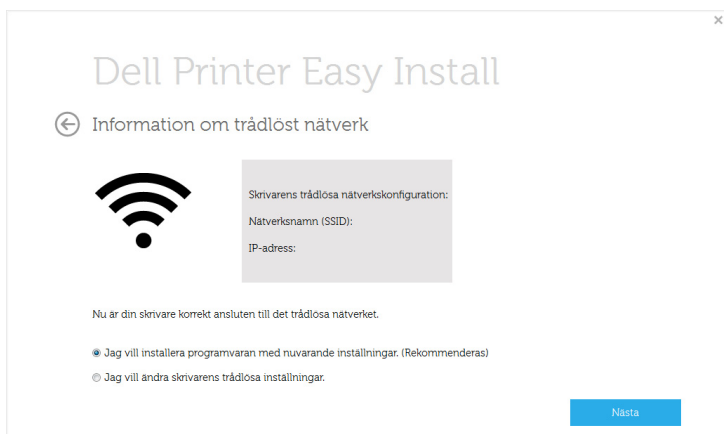 Dell Printer Easy Install
Information om trådlöst nätverk
Skrivarens trådlösa nätverkskonfiguration:
Nätverksnamn (SSID):
IP-adress:
Nu är din skrivare korrekt ansluten till det trådlösa nätverket.
Jag vill installera programvaran med nuvarande inställningar. (Rekommenderas)
Jag vill ändra skrivarens trådlösa inställningar.
Nästa